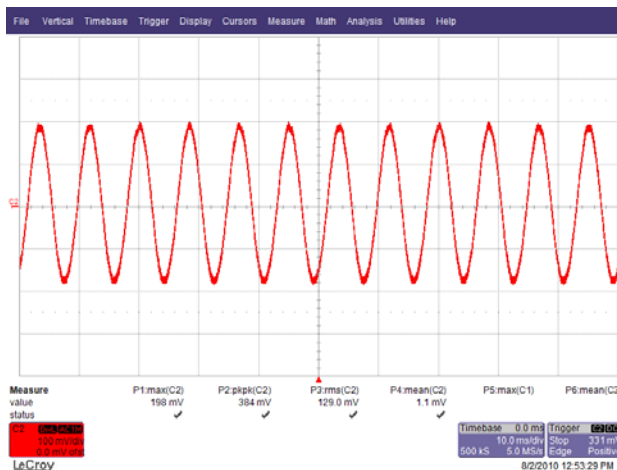 File Vertical Timebase Trigger Display Cursors Measure Math Analysis Utilities Help
C2
Measure P1:max(C2) P2:pkpk(C2) P3:rms(C2) P4:mean(C2) P5:max(C1) P6:mean(C2
value 198 mV 384 mV 129.0 mV 1.1 mV
status
C2
100 mV/div
0.0 mV ofst
Timebase 0.0 ms
10.0 ms/div
500 kS 5.0 MS/s
Trigger C2 DC
Stop 331 mV
Edge Positive
LeCroy
8/2/2010 12:53:29 PM